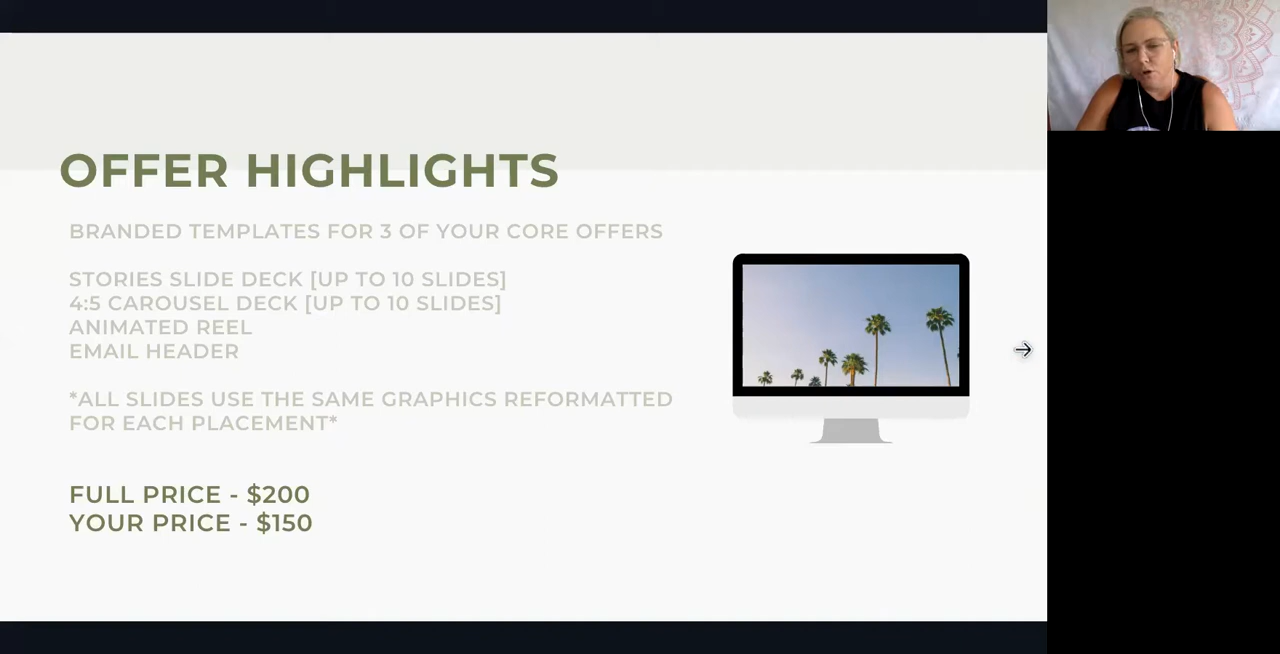 OFFER HIGHLIGHTS
BRANDED TEMPLATES FOR 3 OF YOUR CORE OFFERS
STORIES SLIDE DECK [UP TO 10 SLIDES]
4:5 CAROUSEL DECK [UP TO 10 SLIDES]
ANIMATED REEL
EMAIL HEADER
*ALL SLIDES USE THE SAME GRAPHICS REFORMATTED
FOR EACH PLACEMENT*
FULL PRICE - $200
YOUR PRICE - $150